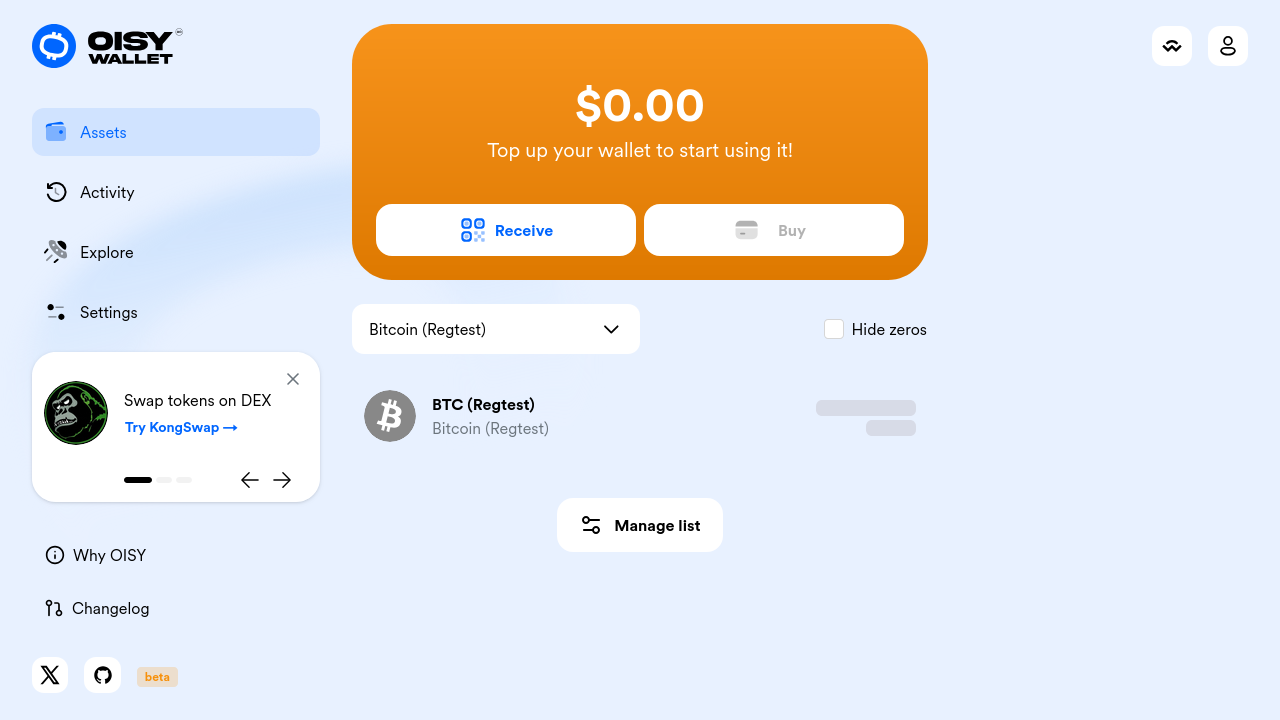 OISY
WALLET
Assets
Activity
Explore
Settings
Swap tokens on DEX
Try KongSwap →
Why OISY
Changelog
beta
$0.00
Top up your wallet to start using it!
Receive
Buy
Bitcoin (Regtest)
Hide zeros
BTC (Regtest)
Bitcoin (Regtest)
Manage list